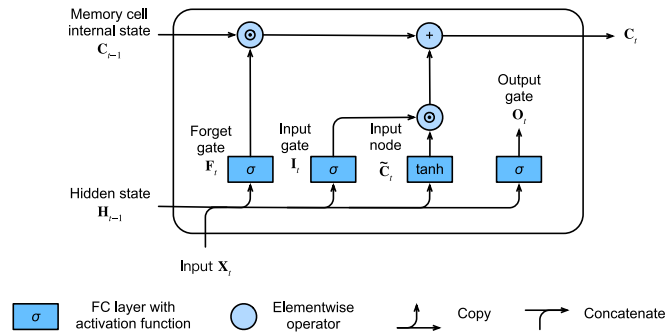 Memory cell
internal state
C_{t-1}
⊙
+
C_t
Output
gate
O_t
⊙
Forget
gate
F_t
Input
gate
I_t
Input
node
C̃_t
σ
σ
tanh
σ
Hidden state
H_{t-1}
Input X_t
σ
FC layer with
activation function
Elementwise
operator
Copy
Concatenate